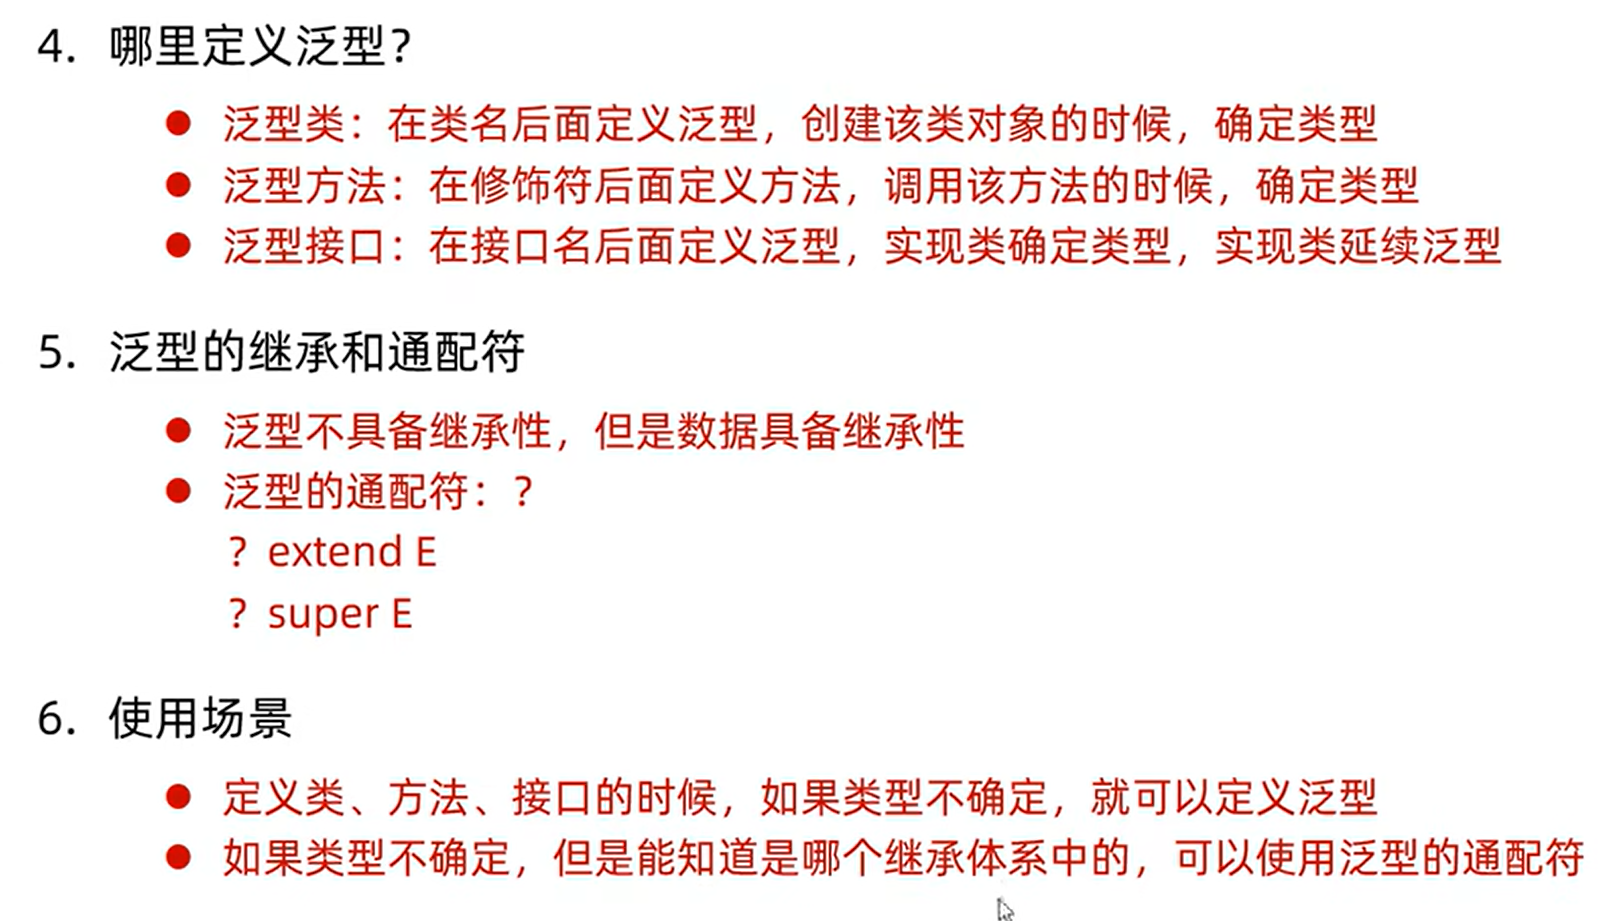 4. 哪里定义泛型？
● 泛型类：在类名后面定义泛型，创建该类对象的时候，确定类型
● 泛型方法：在修饰符后面定义方法，调用该方法的时候，确定类型
● 泛型接口：在接口名后面定义泛型，实现类确定类型，实现类延续泛型
5. 泛型的继承和通配符
● 泛型不具备继承性，但是数据具备继承性
● 泛型的通配符：？
？extend E
？super E
6. 使用场景
● 定义类、方法、接口的时候，如果类型不确定，就可以定义泛型
● 如果类型不确定，但是能知道是哪个继承体系中的，可以使用泛型的通配符